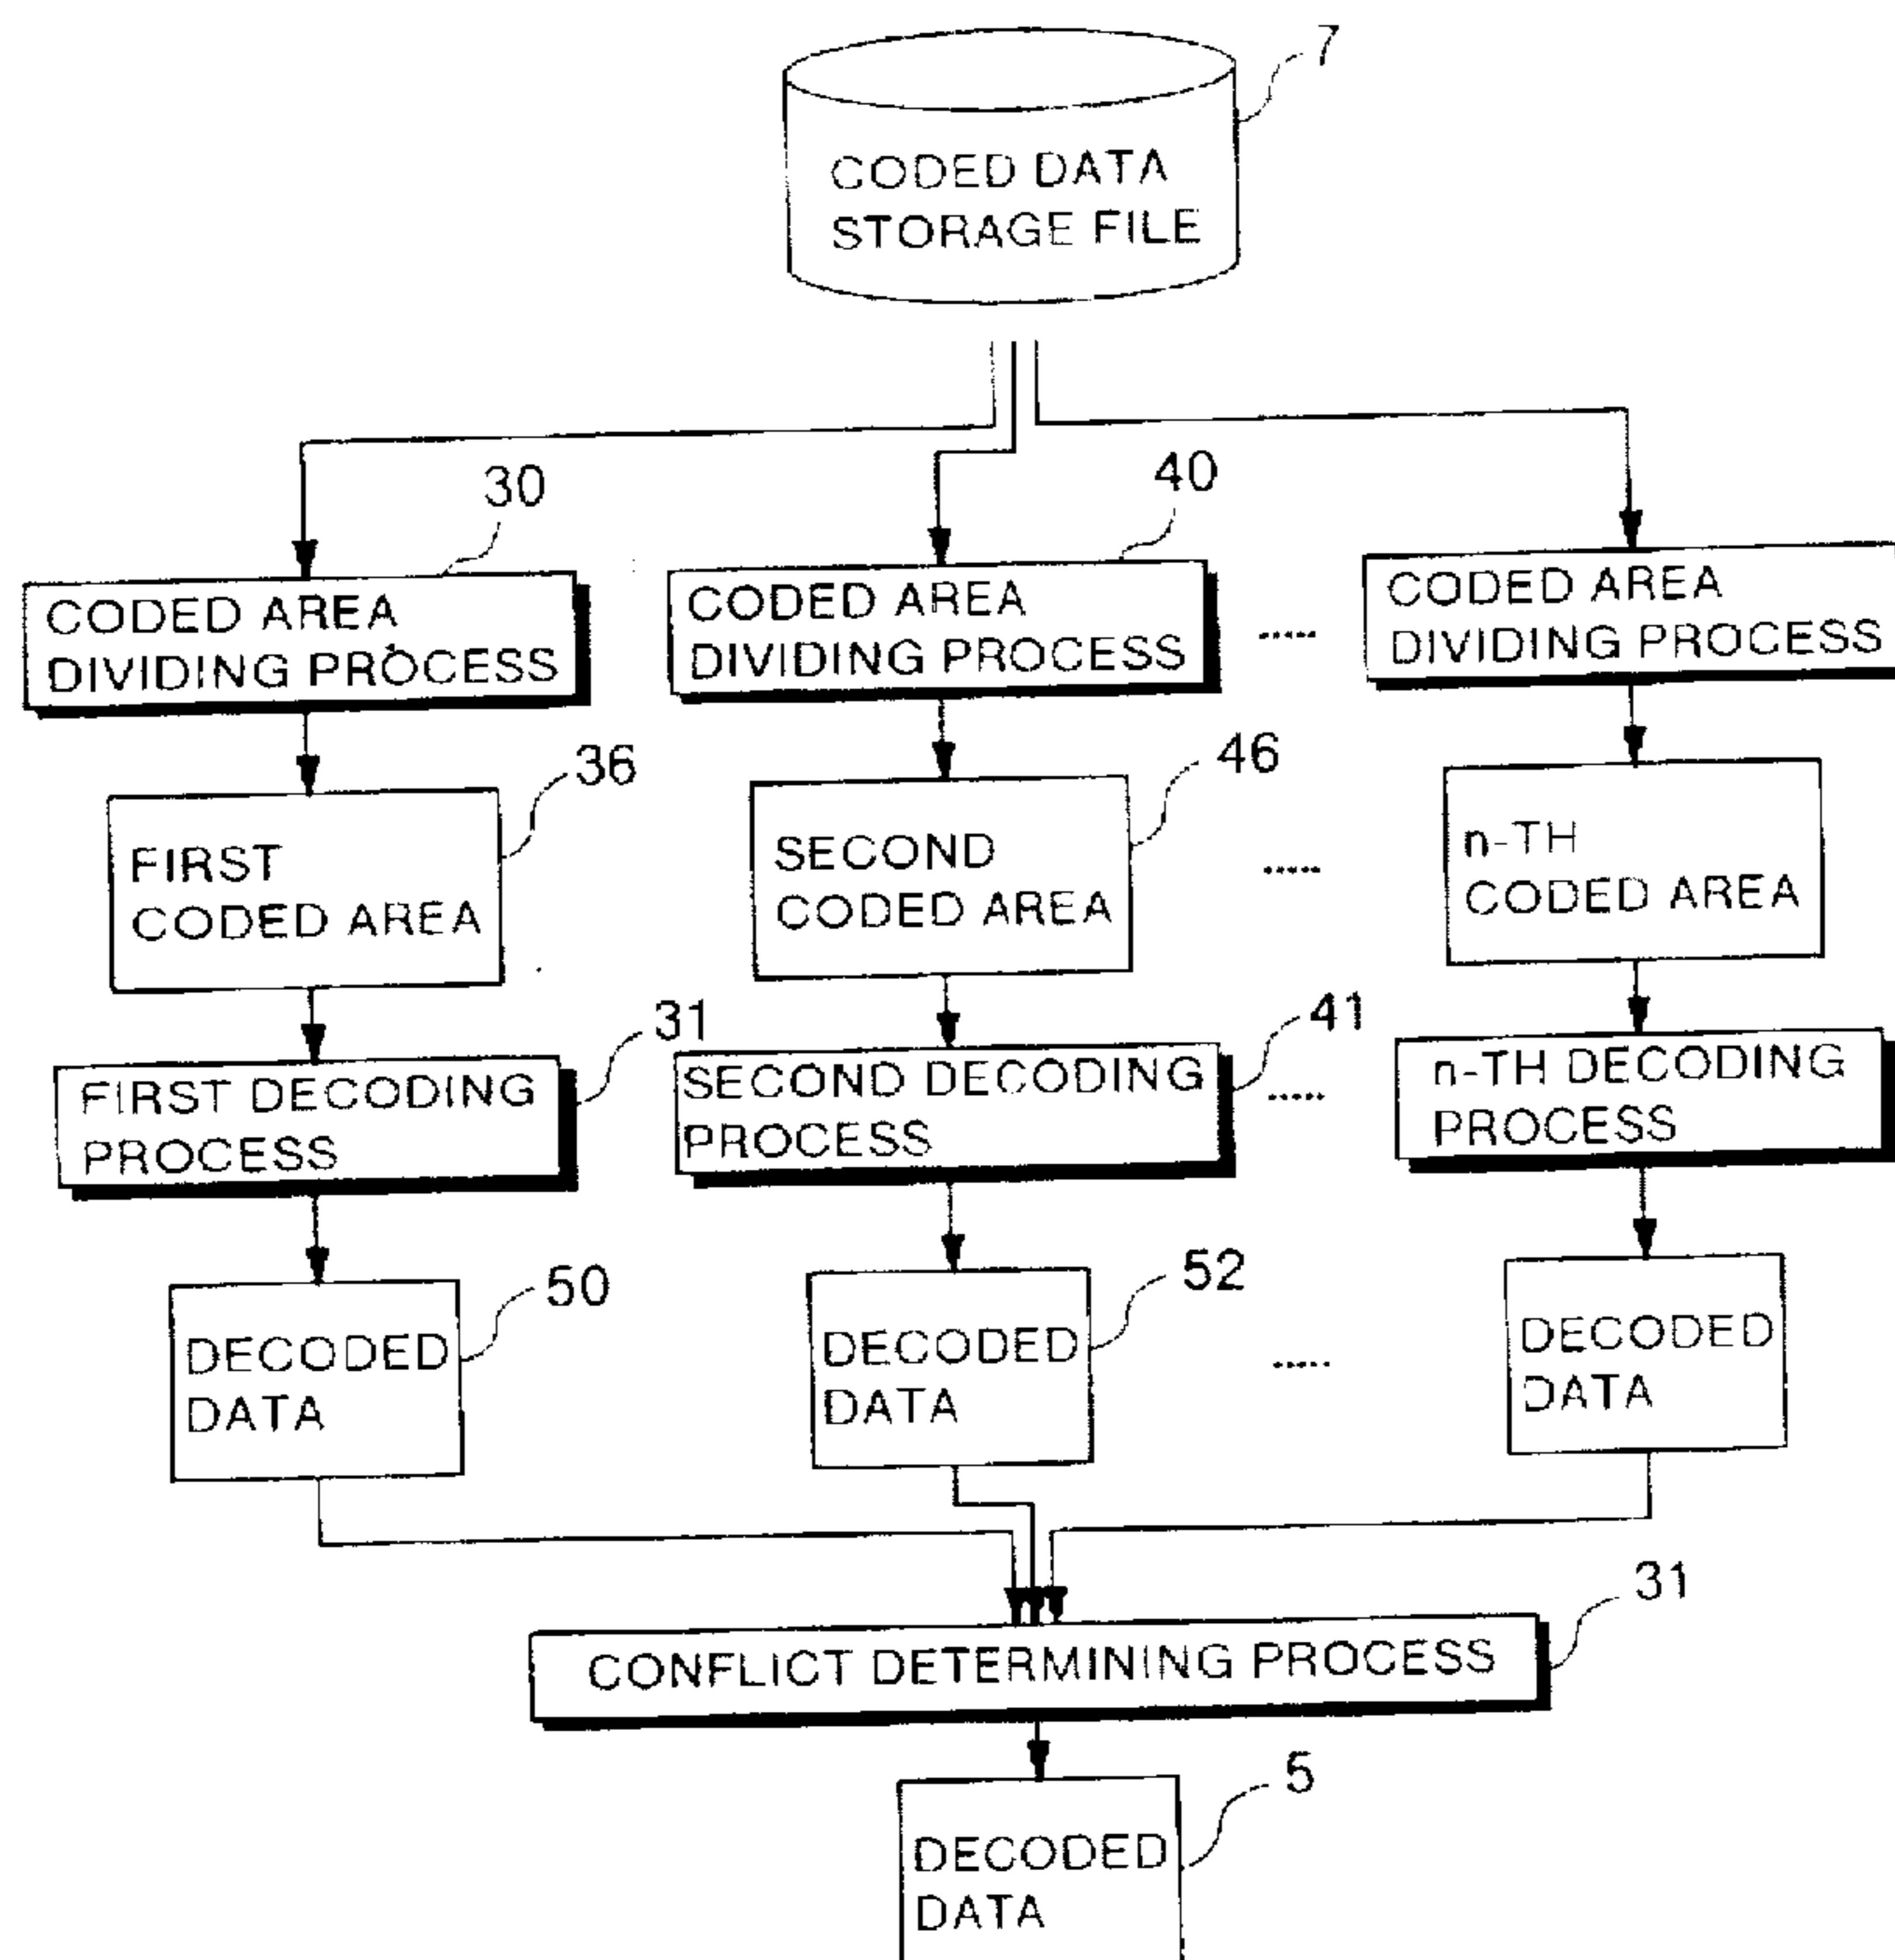 7
CODED DATA
STORAGE FILE
30
40
CODED AREA
DIVIDING PROCESS
CODED AREA
DIVIDING PROCESS
.....
CODED AREA
DIVIDING PROCESS
36
46
FIRST
CODED AREA
SECOND
CODED AREA
.....
n-TH
CODED AREA
31
41
FIRST DECODING
PROCESS
SECOND DECODING
PROCESS
.....
n-TH DECODING
PROCESS
50
52
DECODED
DATA
DECODED
DATA
.....
DECODED
DATA
31
CONFLICT DETERMINING PROCESS
5
DECODED
DATA